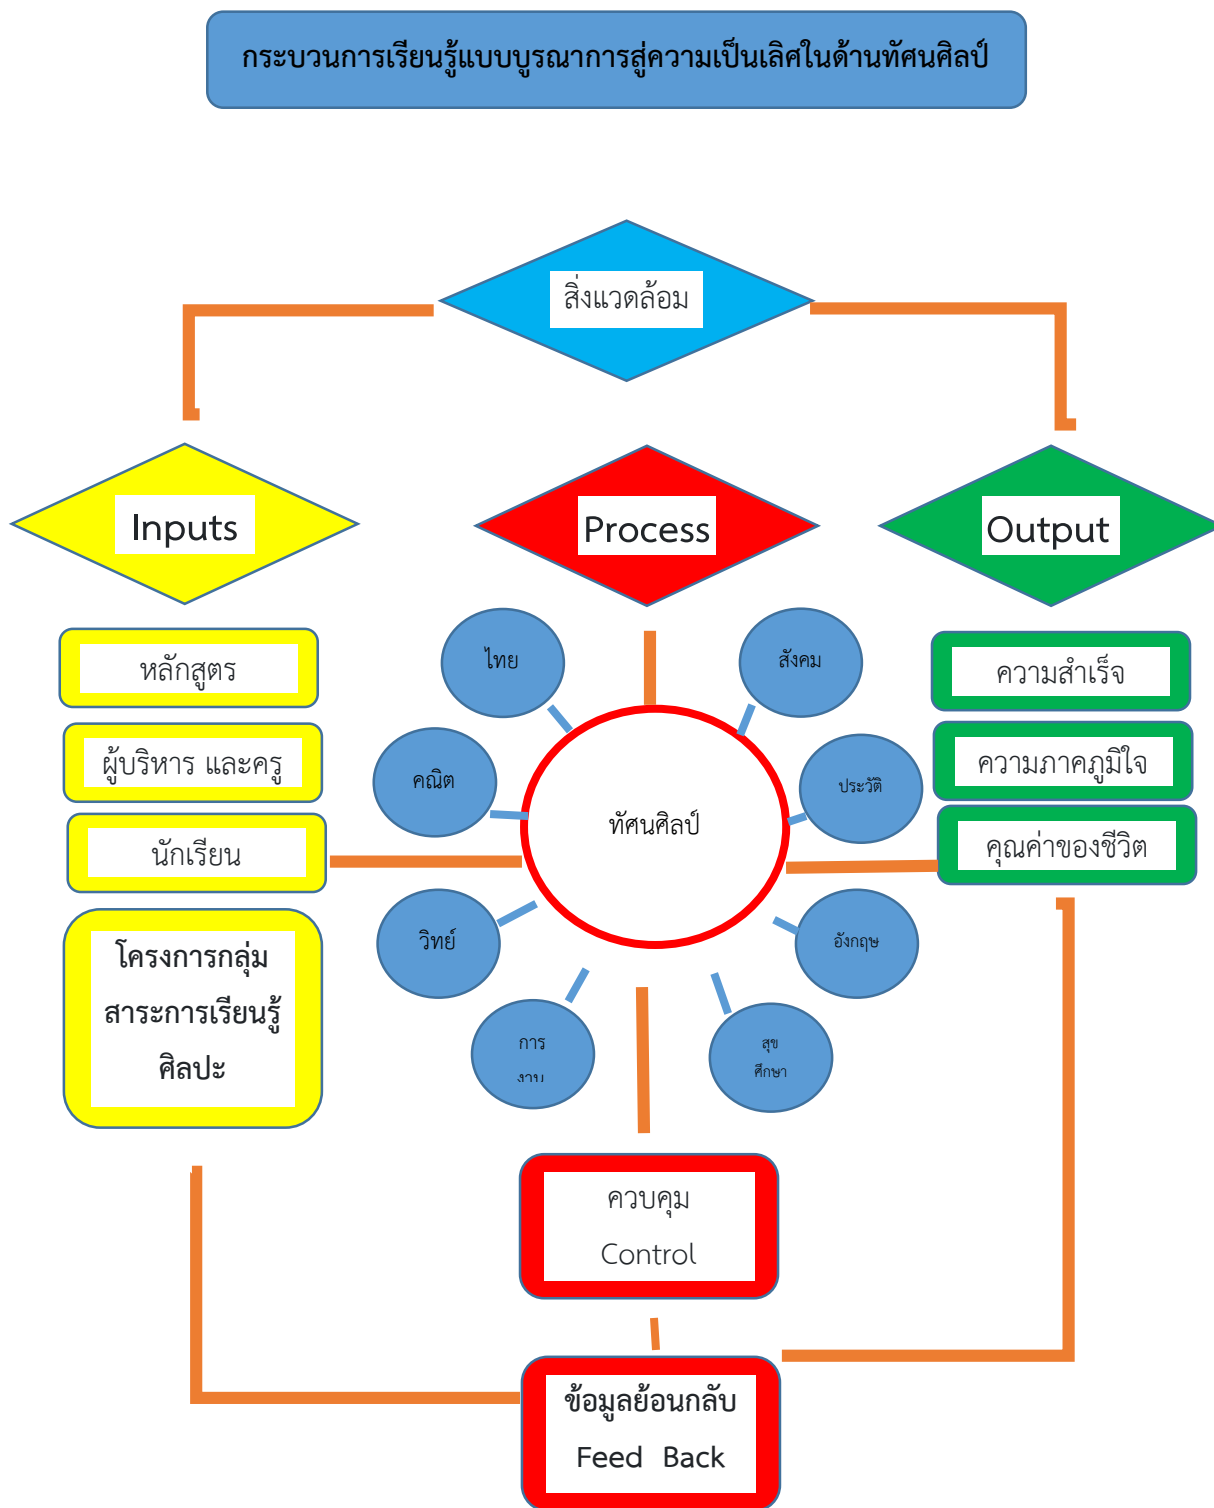 กระบวนการเรียนรู้แบบบูรณาการสู่ความเป็นเลิศในด้านทัศนศิลป์
สิ่งแวดล้อม
Inputs
Process
Output
หลักสูตร
ผู้บริหาร และครู
นักเรียน
โครงการกลุ่ม
สาระการเรียนรู้
ศิลปะ
ไทย
สังคม
คณิต
ประวัติ
ทัศนศิลป์
วิทย์
อังกฤษ
การ
งาน
สุข
ศึกษา
ความสำเร็จ
ความภาคภูมิใจ
คุณค่าของชีวิต
ควบคุม
Control
ข้อมูลย้อนกลับ
Feed Back